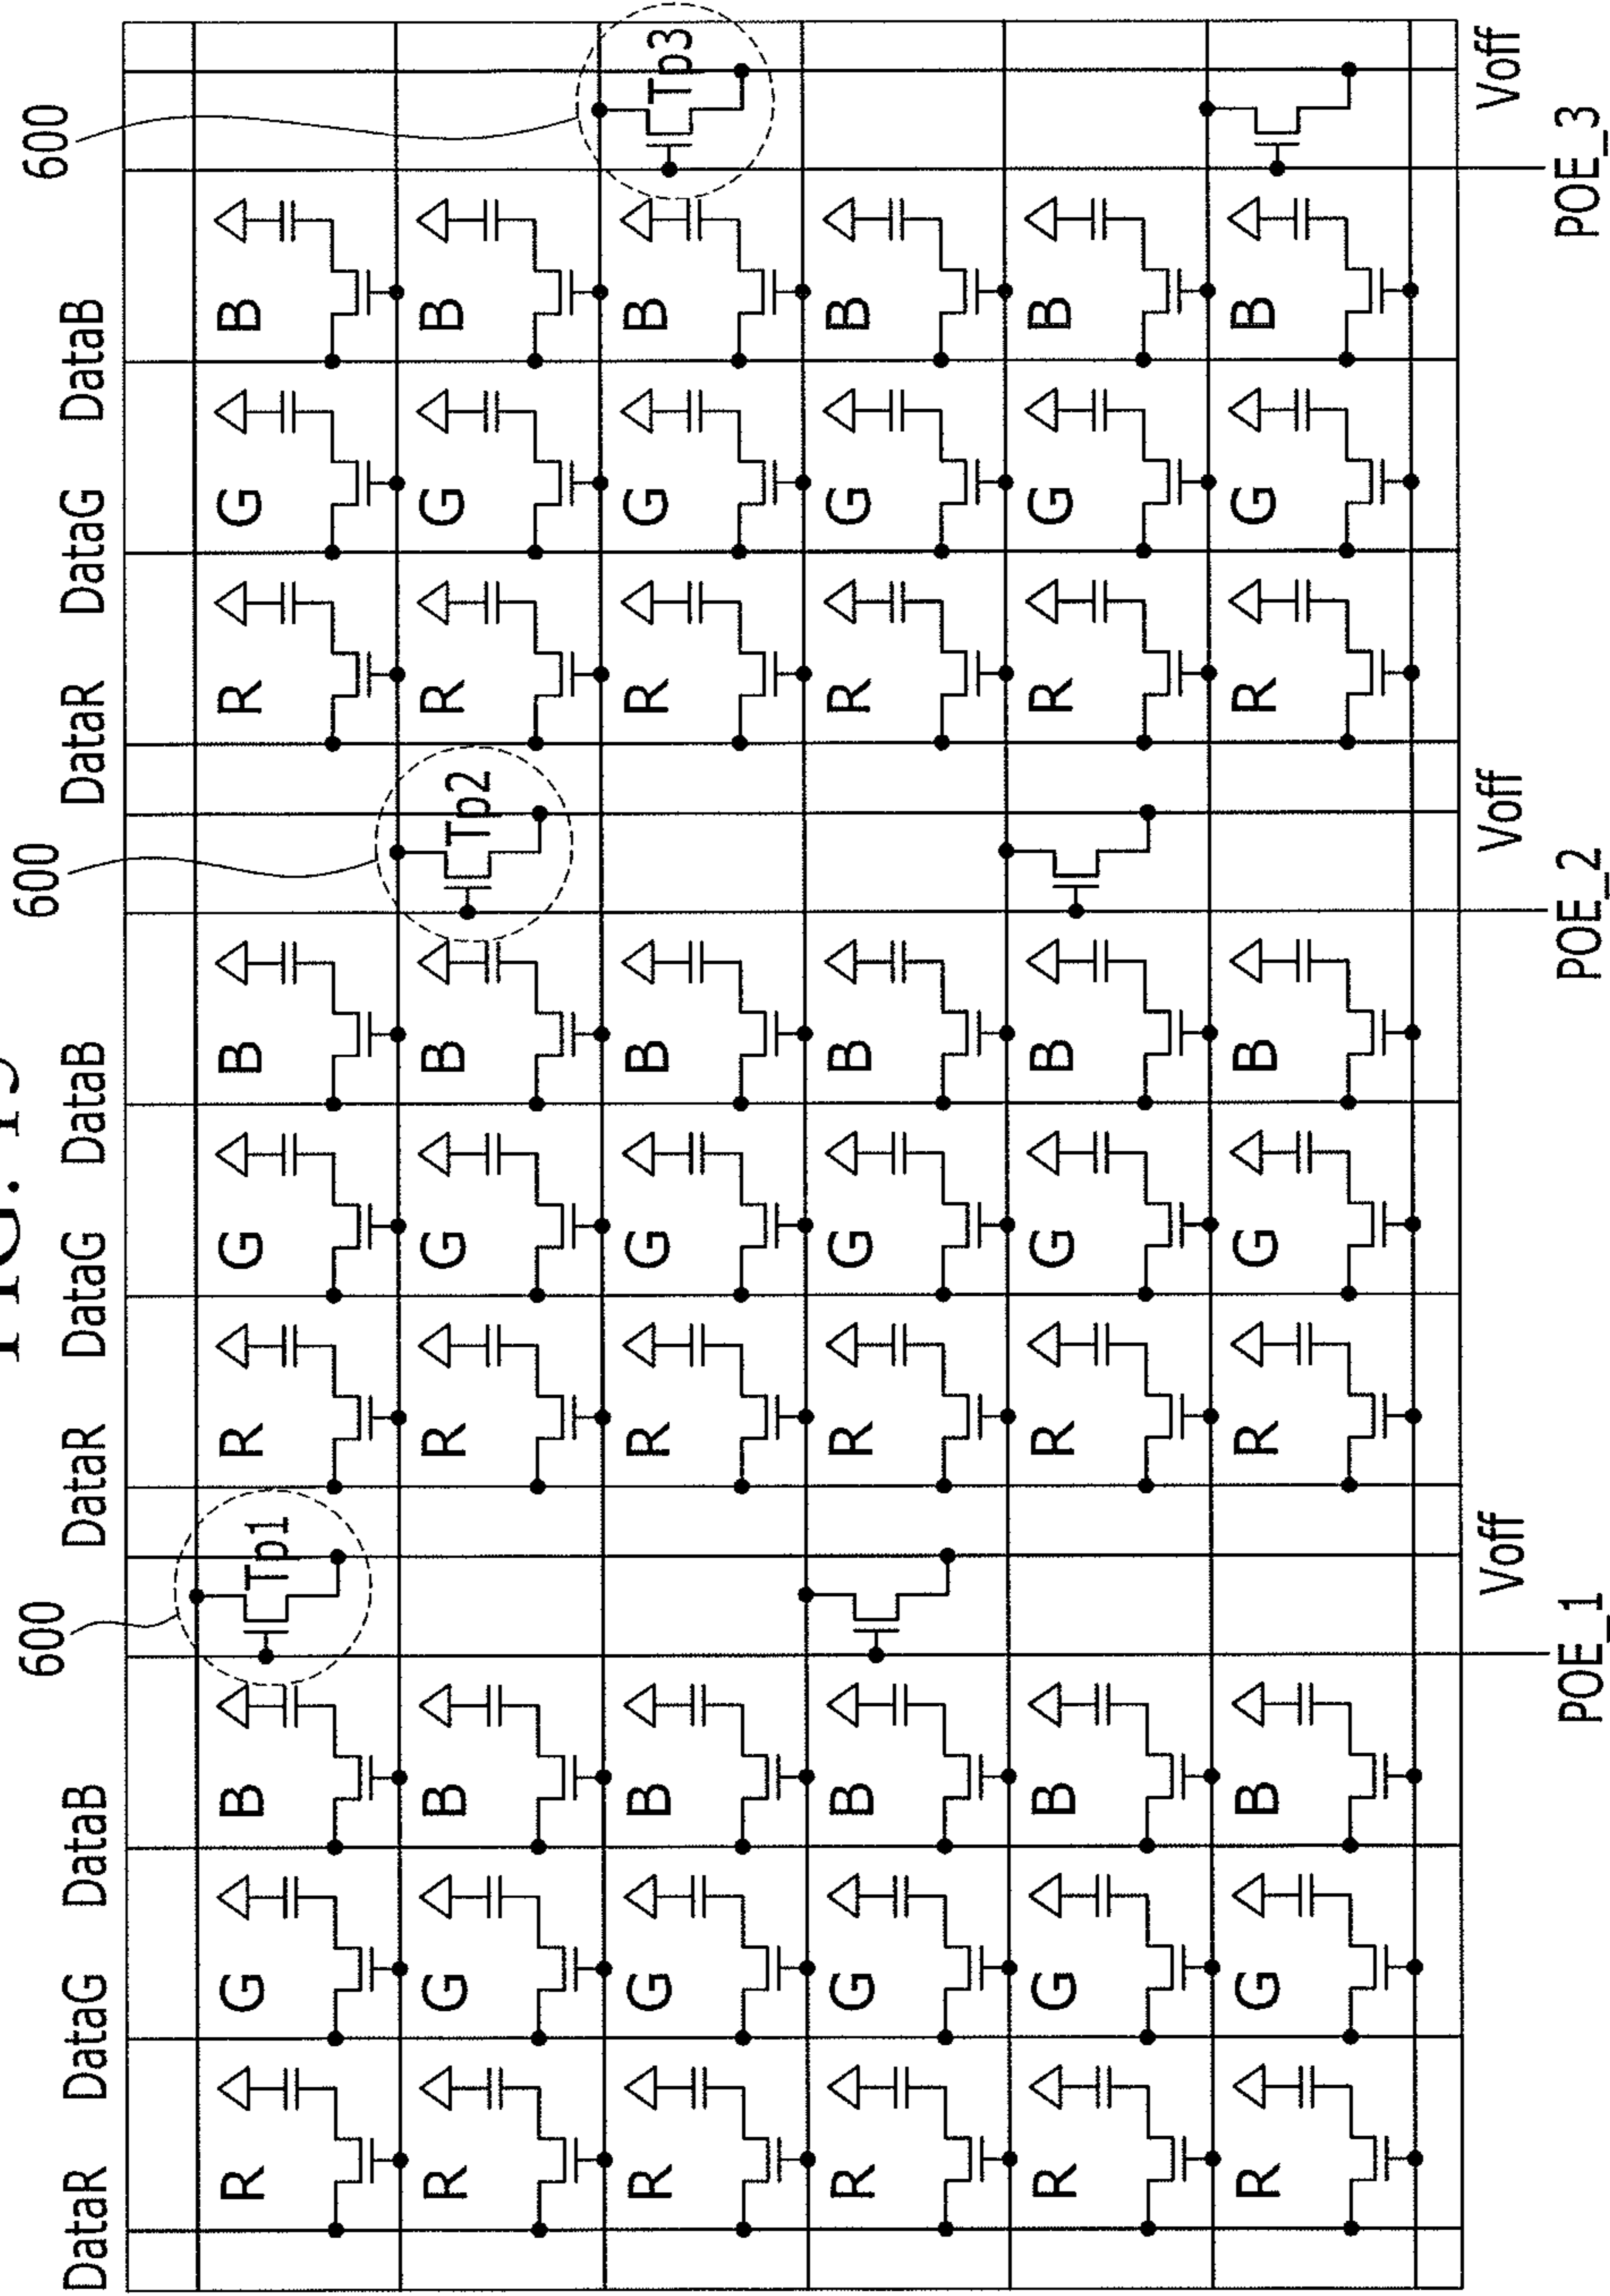 FIG.
600 600 600
DataR DataG DataB DataR DataG DataB DataR DataG DataB
R G B Tp1 R G B R G B
R G B R G B Tp2 R G B
R G B R G B R G B Tp3
R G B R G B R G B
R G B R G B R G B
R G B R G B R G B
Voff Voff Voff
POE_1 POE_2 POE_3